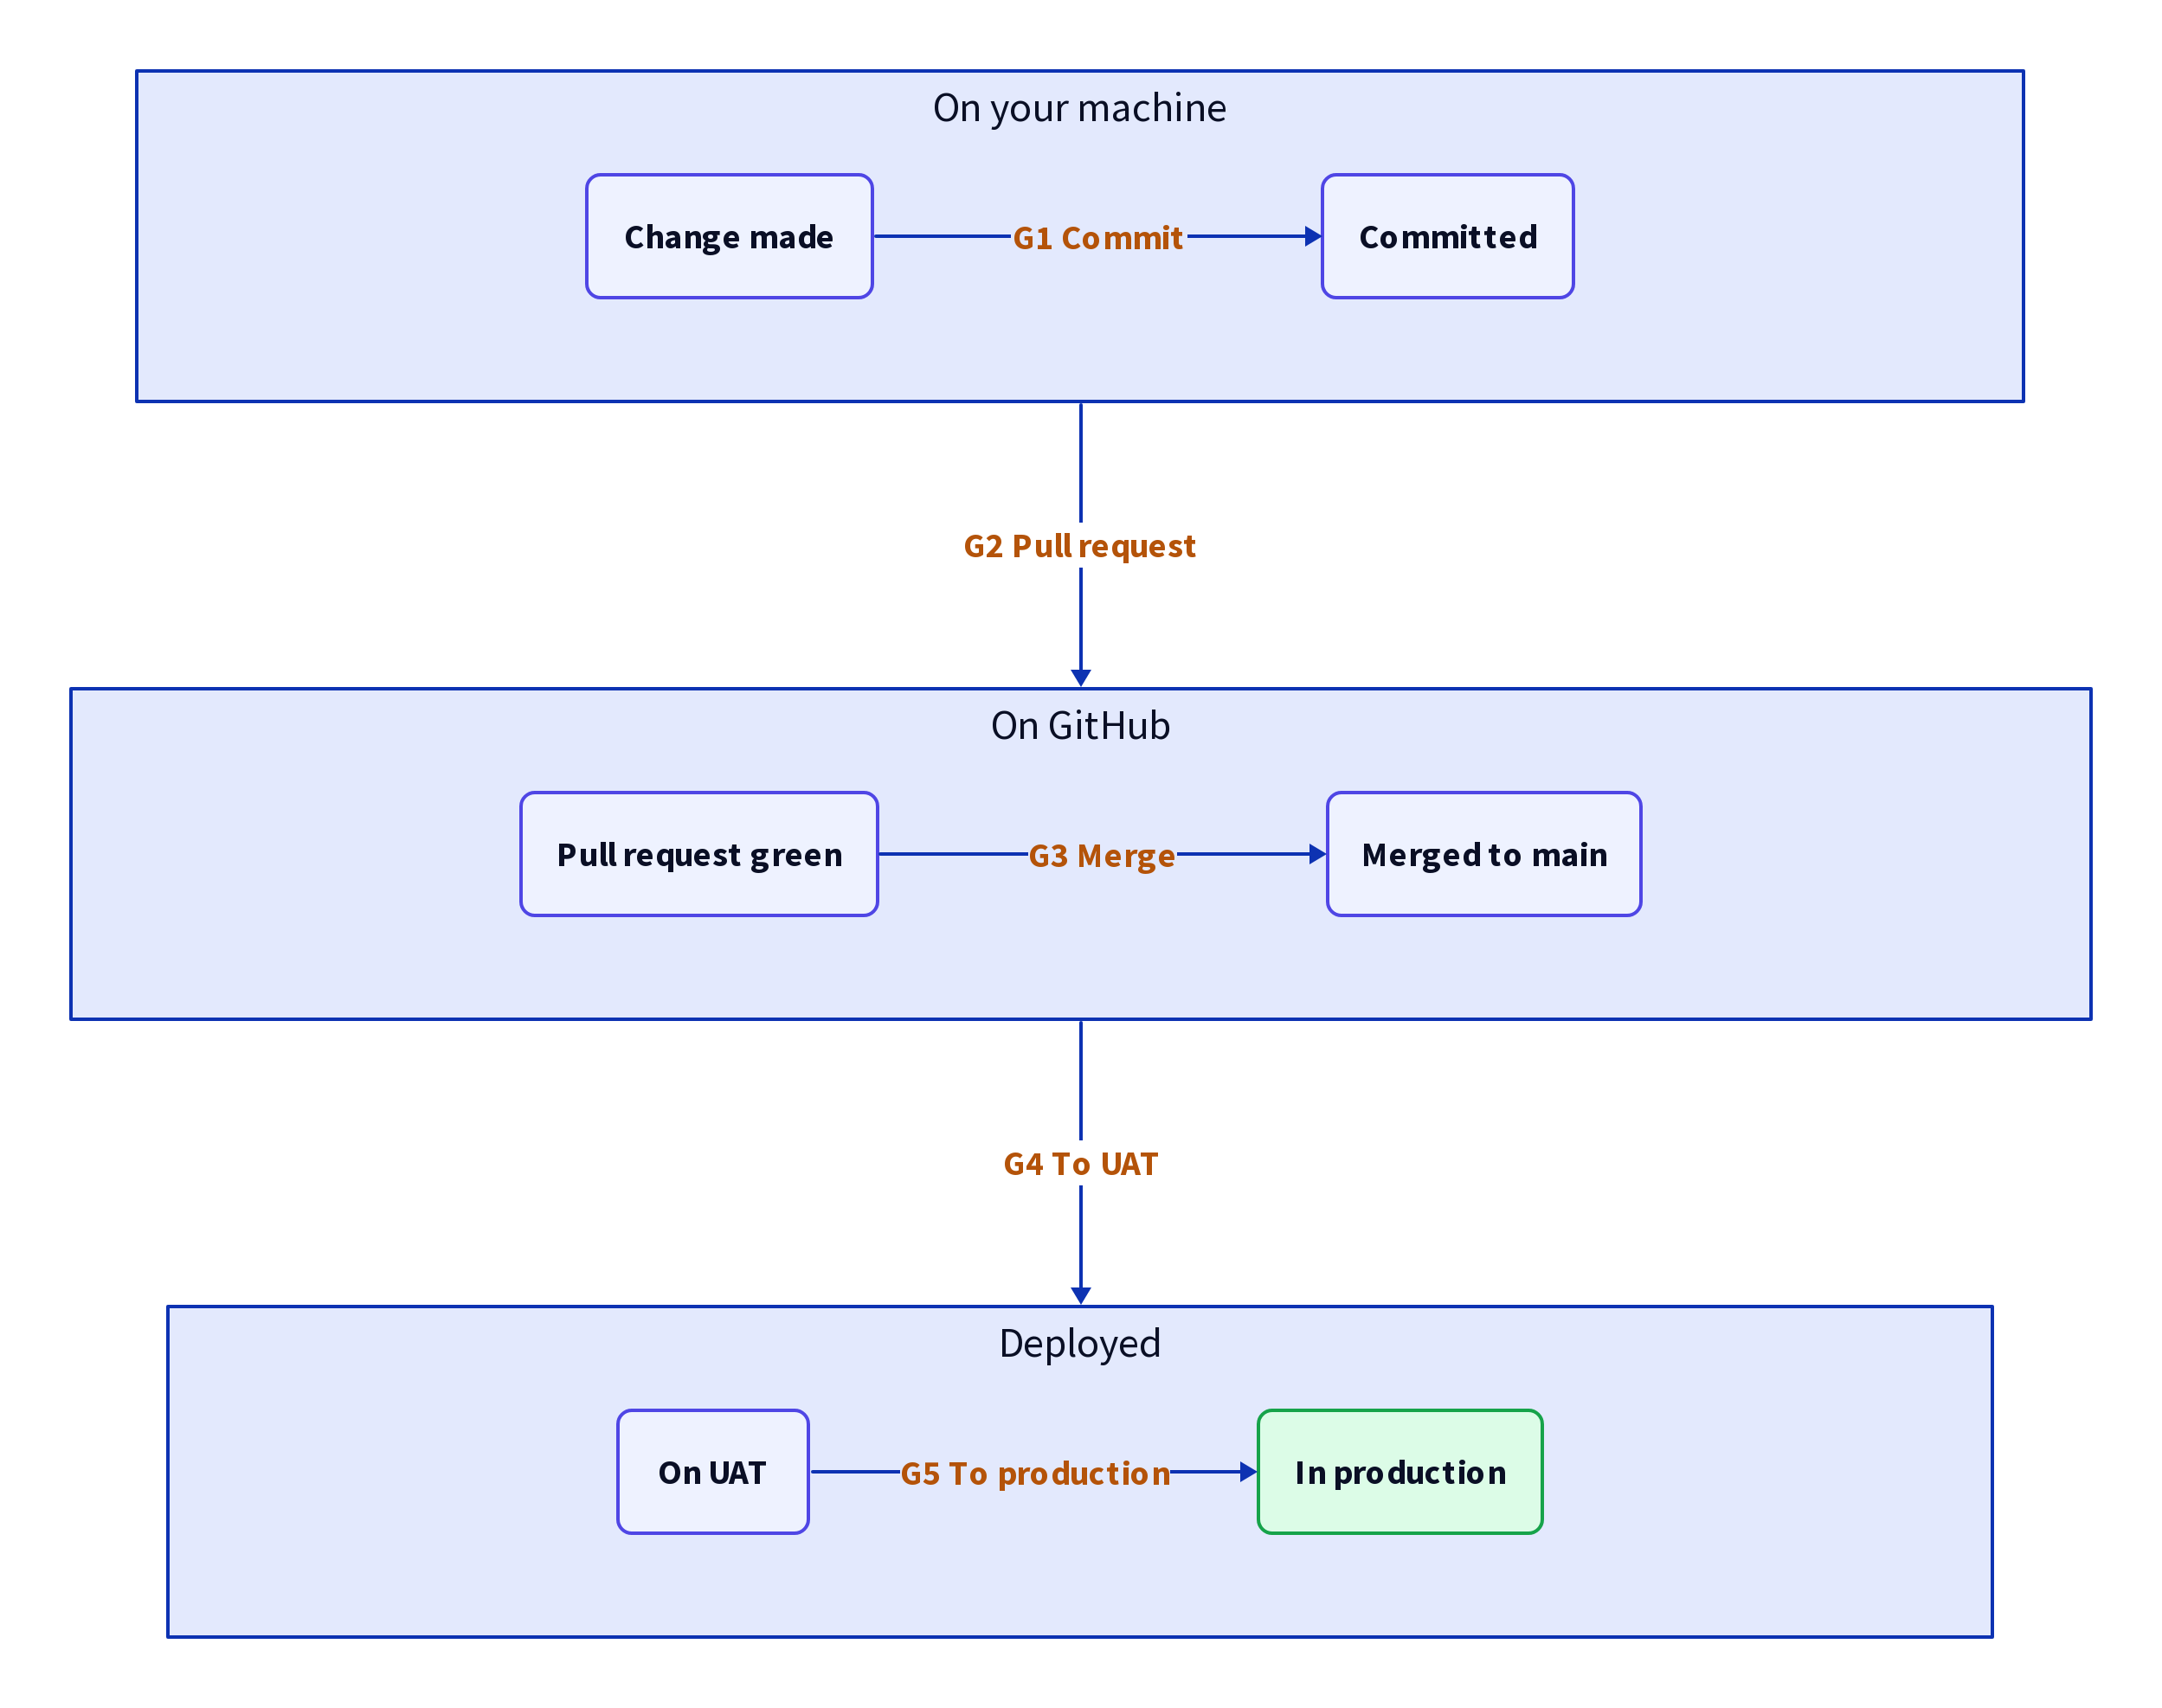 On your machine
Change made
G1 Commit
Committed
G2 Pull request
On GitHub
Pull request green
G3 Merge
Merged to main
G4 To UAT
Deployed
On UAT
G5 To production
In production